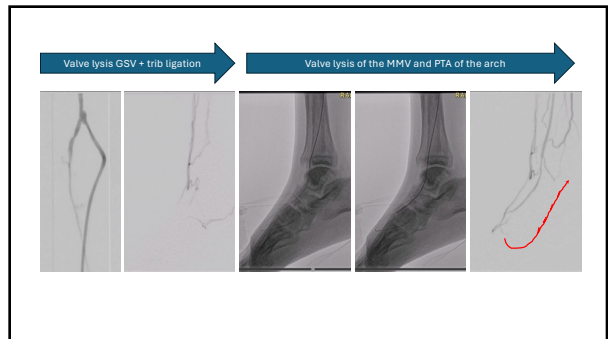 Valve lysis GSV + trib ligation
Valve lysis of the MMV and PTA of the arch